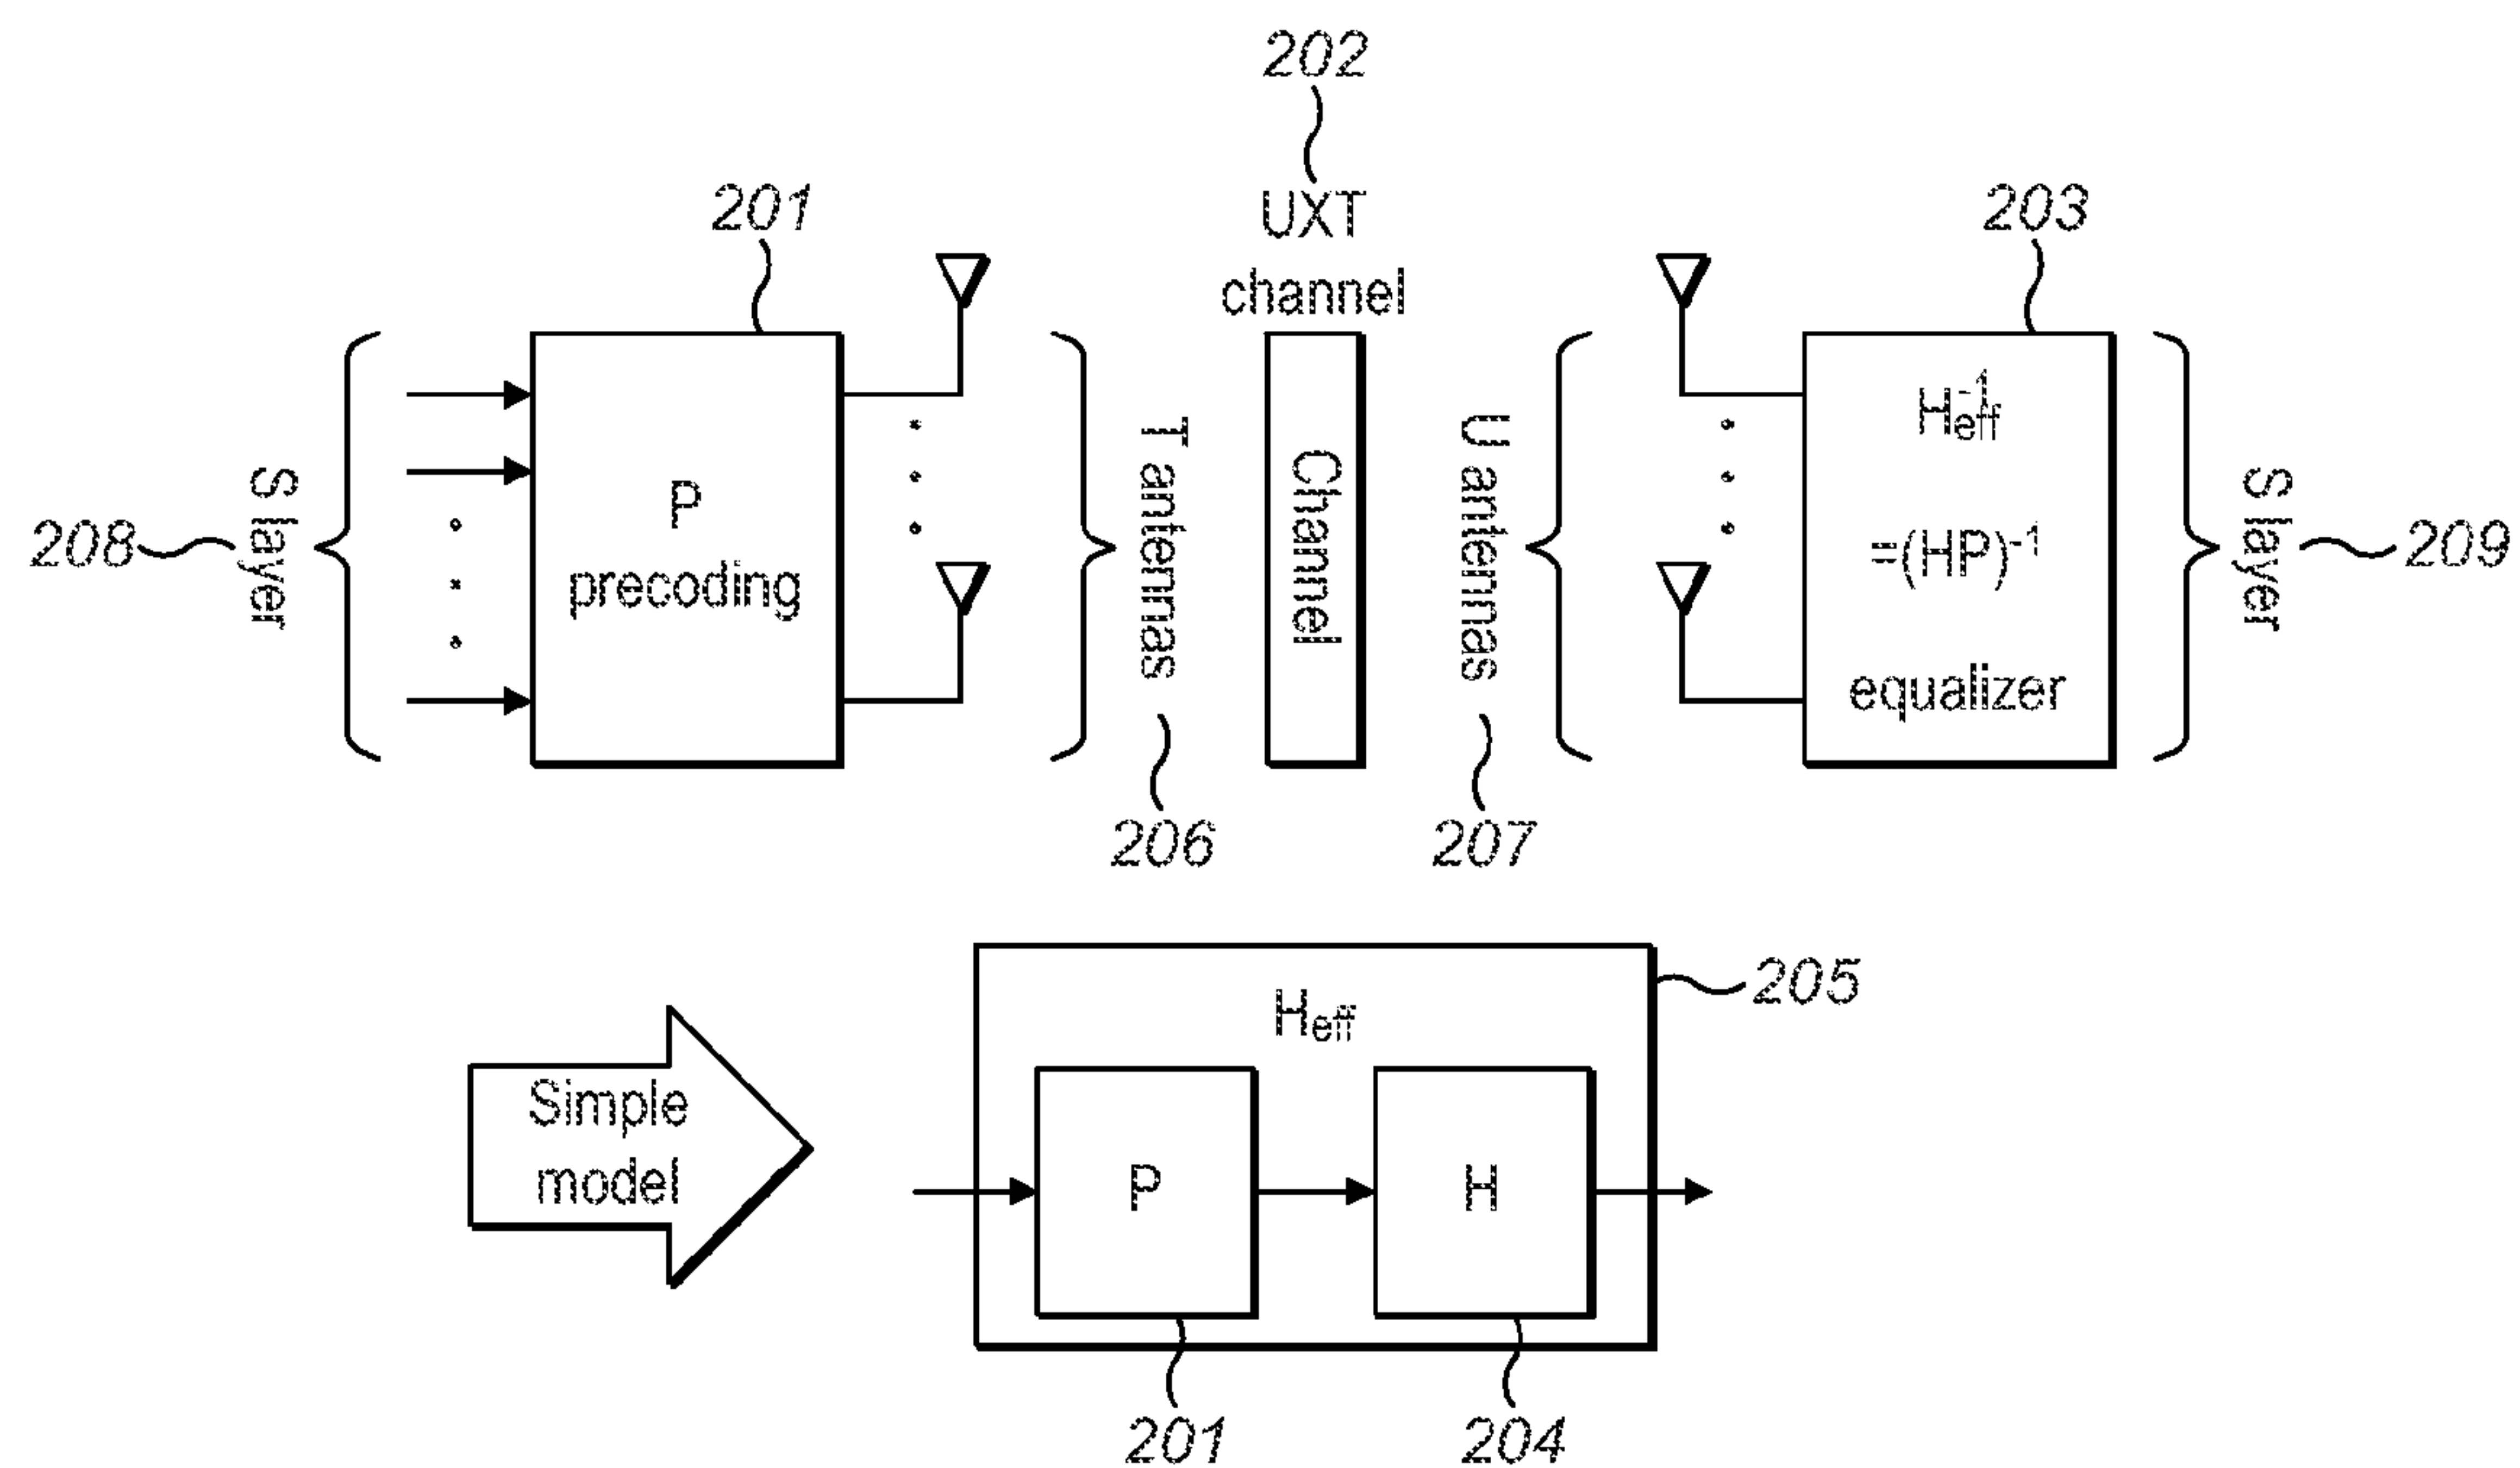 202
UXT
channel
201
203
208
S layer
P
precoding
T antennas
206
Channel
U antennas
207
H_eff^-1
=(HP)^-1
equalizer
S layer
209
Simple
model
H_eff
205
P
H
201
204